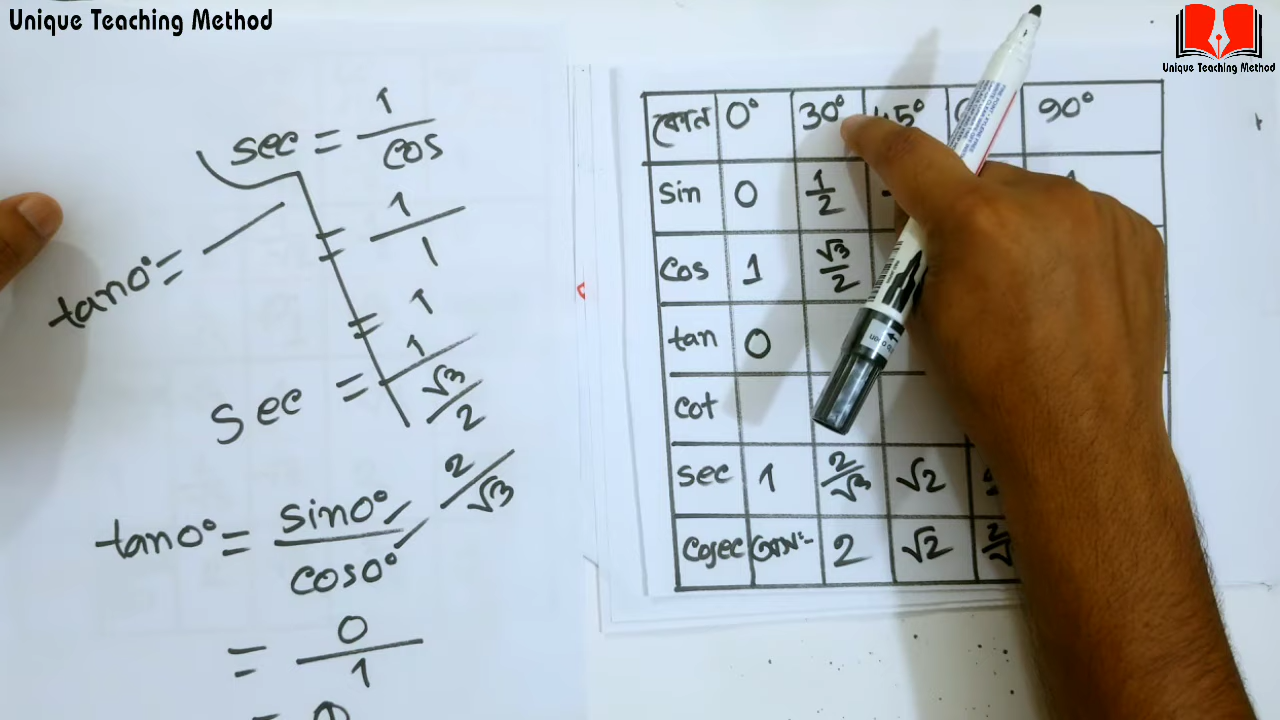 Unique Teaching Method
Unique Teaching Method
sec = 1/cos
= 1/1
= 1
tan0° =
sec = 1/(√3/2)
2/√3
tan0° = sin0°/cos0°
= 0/1
কোন 0° 30° 45° 90°
sin 0 1/2
cos 1 √3/2
tan 0
cot
sec 1 2/√3 √2
cosec 2 √2